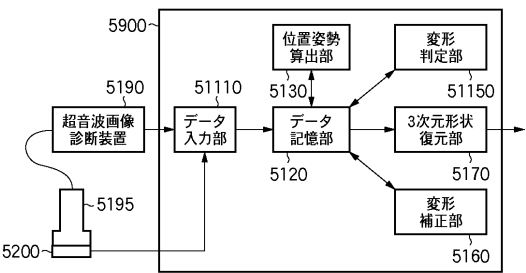 5900
位置姿勢
算出部
5130
変形
判定部
51150
5190
超音波画像
診断装置
51110
データ
入力部
データ
記憶部
5120
3次元形状
復元部
5170
5195
5200
変形
補正部
5160